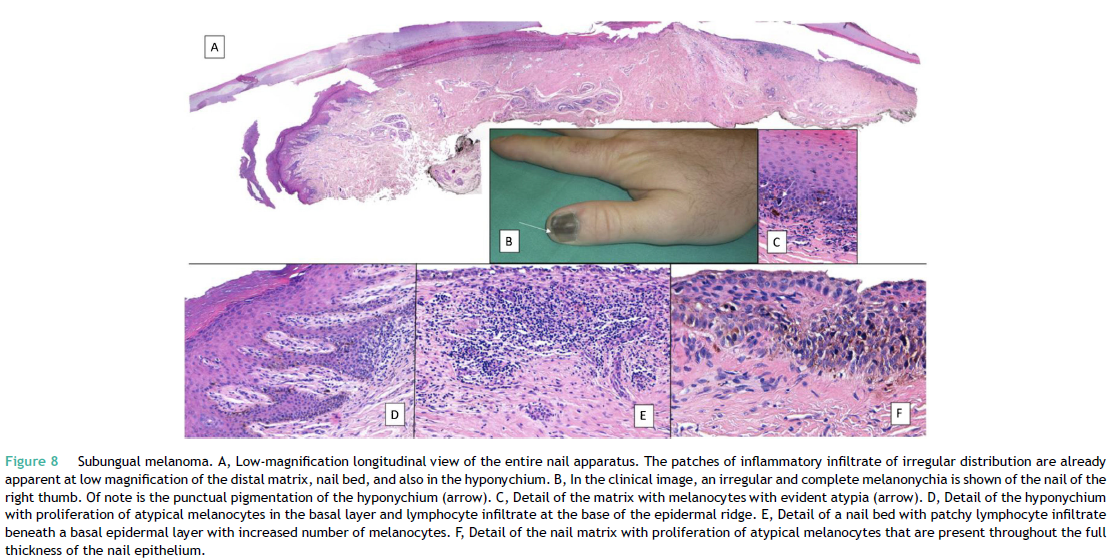 A
B
C
D
E
F
Figure 8 Subungual melanoma. A, Low-magnification longitudinal view of the entire nail apparatus. The patches of inflammatory infiltrate of irregular distribution are already
apparent at low magnification of the distal matrix, nail bed, and also in the hyponychium. B, In the clinical image, an irregular and complete melanonychia is shown of the nail of the
right thumb. Of note is the punctual pigmentation of the hyponychium (arrow). C, Detail of the matrix with melanocytes with evident atypia (arrow). D, Detail of the hyponychium
with proliferation of atypical melanocytes in the basal layer and lymphocyte infiltrate at the base of the epidermal ridge. E, Detail of a nail bed with patchy lymphocyte infiltrate
beneath a basal epidermal layer with increased number of melanocytes. F, Detail of the nail matrix with proliferation of atypical melanocytes that are present throughout the full
thickness of the nail epithelium.